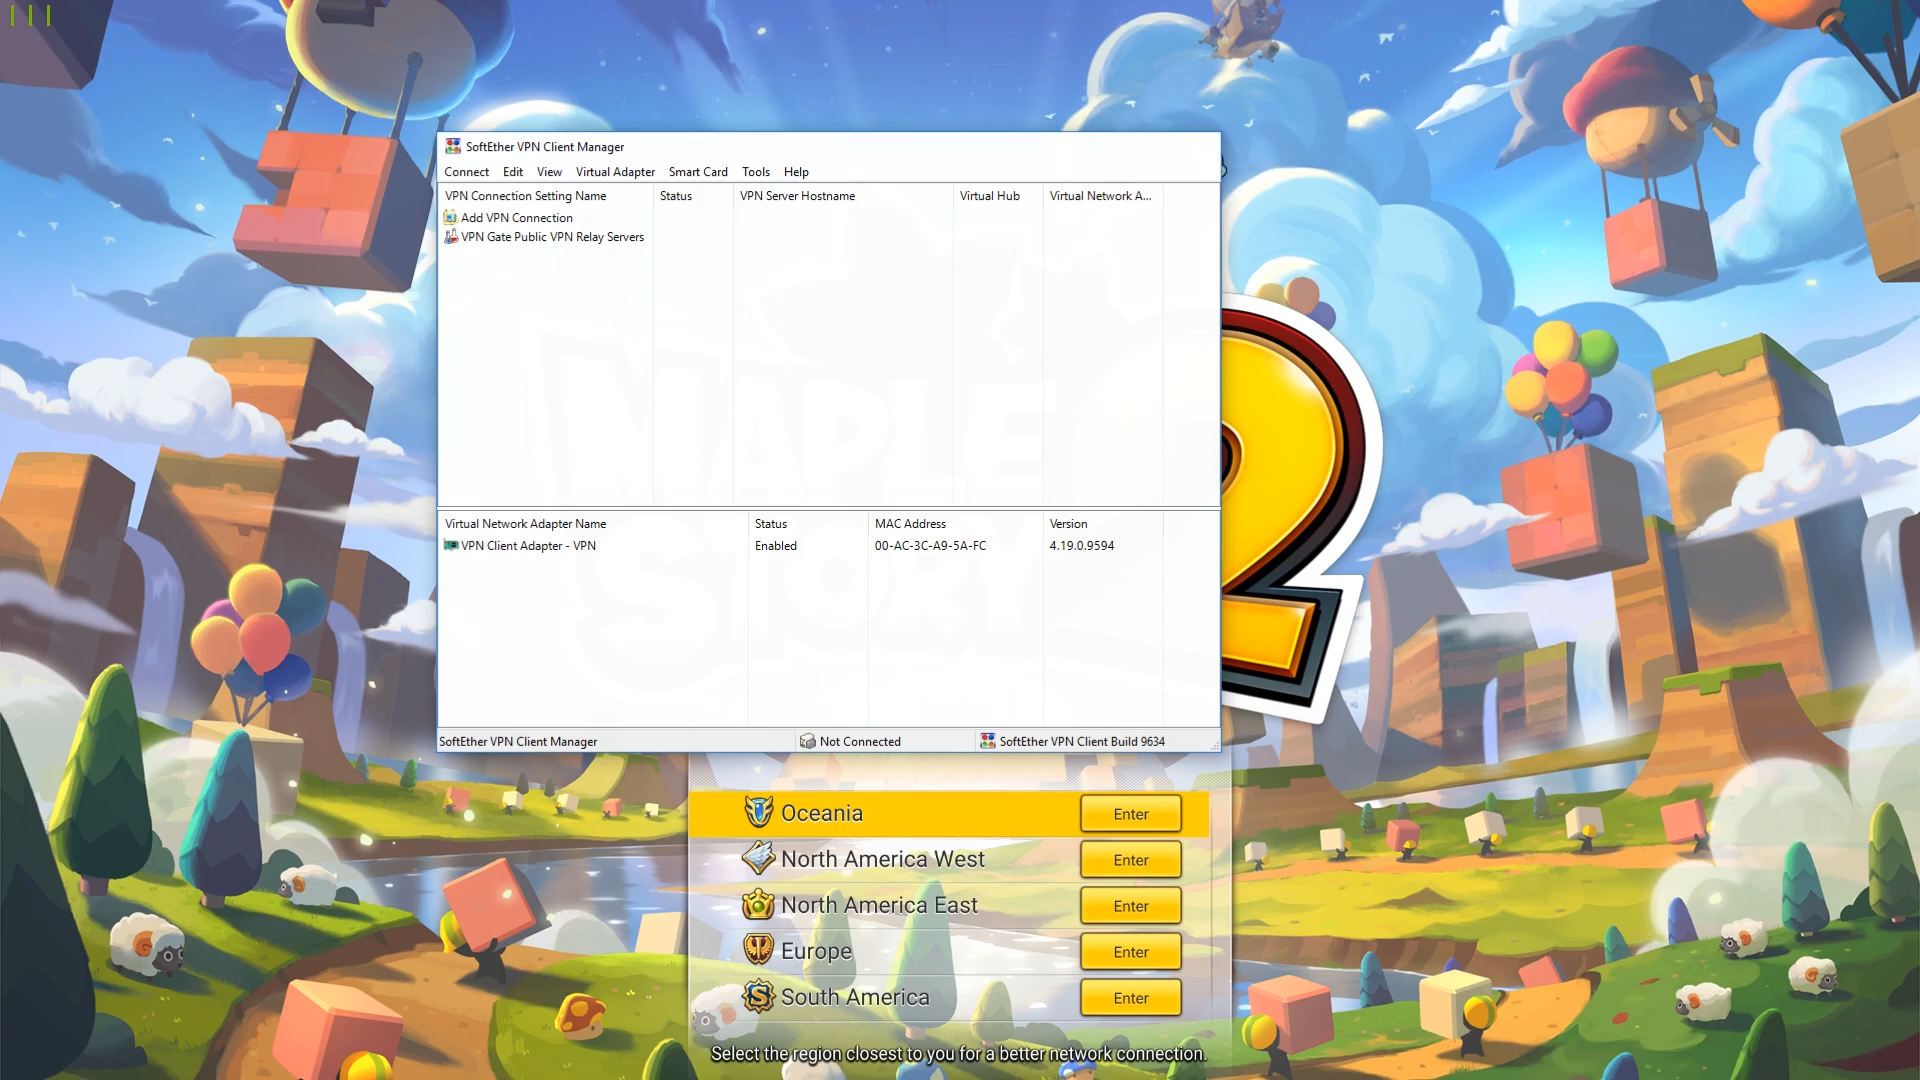 SoftEther VPN Client Manager
Connect Edit View Virtual Adapter Smart Card Tools Help
VPN Connection Setting Name Status VPN Server Hostname Virtual Hub Virtual Network A...
Add VPN Connection
VPN Gate Public VPN Relay Servers
MAPLE
STORY
2
Virtual Network Adapter Name Status MAC Address Version
VPN Client Adapter - VPN Enabled 00-AC-3C-A9-5A-FC 4.19.0.9594
SoftEther VPN Client Manager Not Connected SoftEther VPN Client Build 9634
Oceania Enter
North America West Enter
North America East Enter
Europe Enter
S South America Enter
Select the region closest to you for a better network connection.